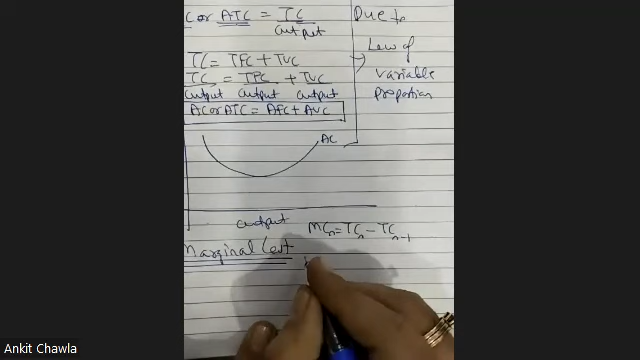 C or ATC = TC
output
TC = TFC + TVC
TC = TFC + TVC
output output output
AC or ATC = AFC + AVC
Due to
Law of
variable
proportion
AC
output
MCn = TCn - TCn-1
Marginal Cost
Ankit Chawla